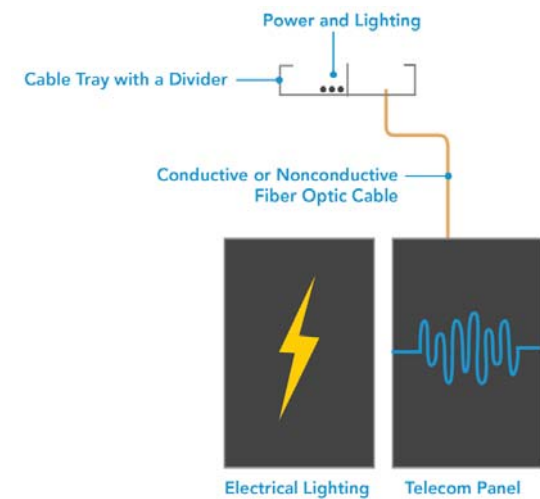 Power and Lighting
Cable Tray with a Divider
Conductive or Nonconductive
Fiber Optic Cable
Electrical Lighting
Telecom Panel